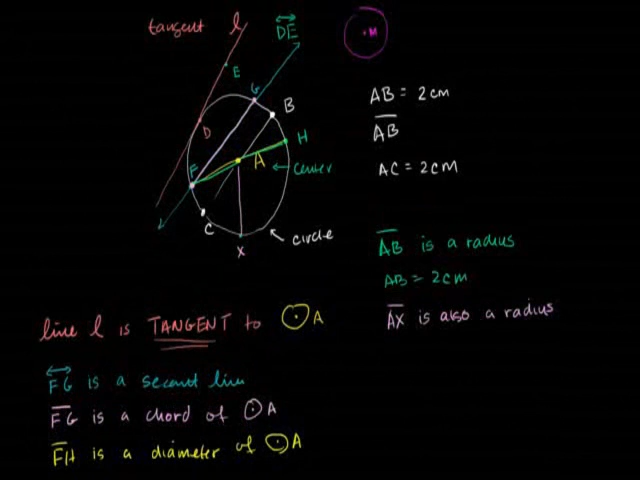 tangent l
DE
M
E
G
B
D
H
A
F
center
C
X
circle
AB = 2cm
AB
AC = 2cm
AB is a radius
AB = 2cm
AX is also a radius
line l is TANGENT to ⊙A
FG is a secant line
FG is a chord of ⊙A
FH is a diameter of ⊙A